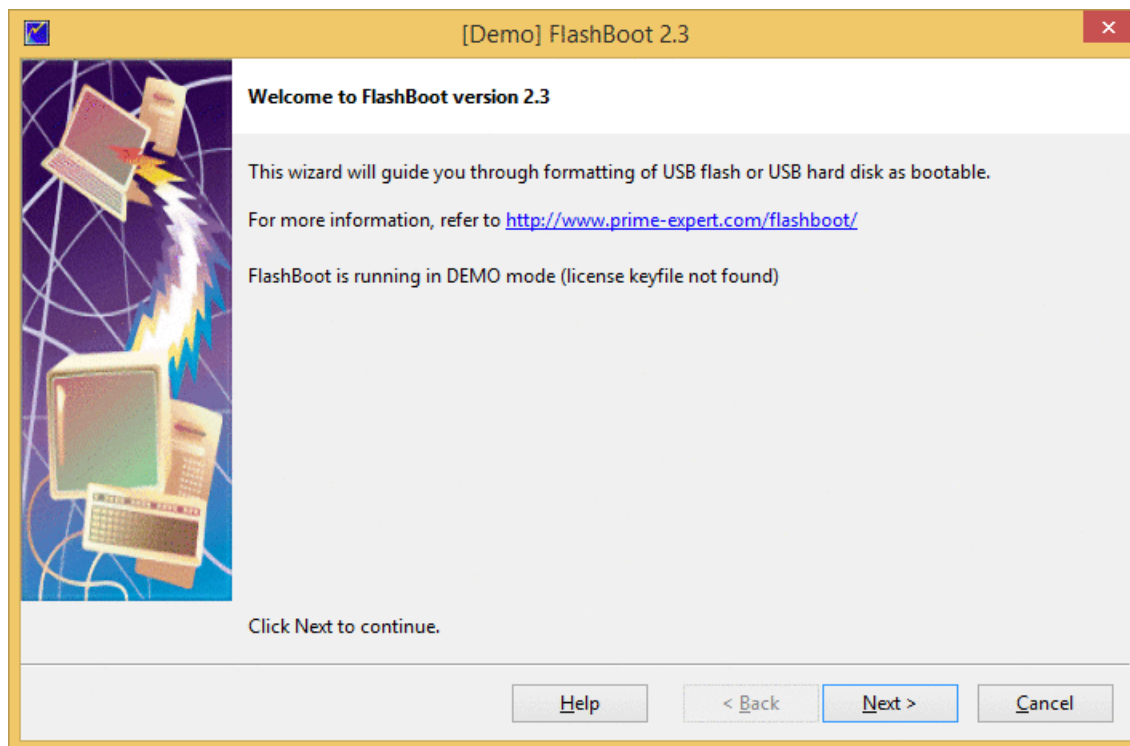 [Demo] FlashBoot 2.3
Welcome to FlashBoot version 2.3
This wizard will guide you through formatting of USB flash or USB hard disk as bootable.
For more information, refer to http://www.prime-expert.com/flashboot/
FlashBoot is running in DEMO mode (license keyfile not found)
Click Next to continue.
Help
< Back
Next >
Cancel